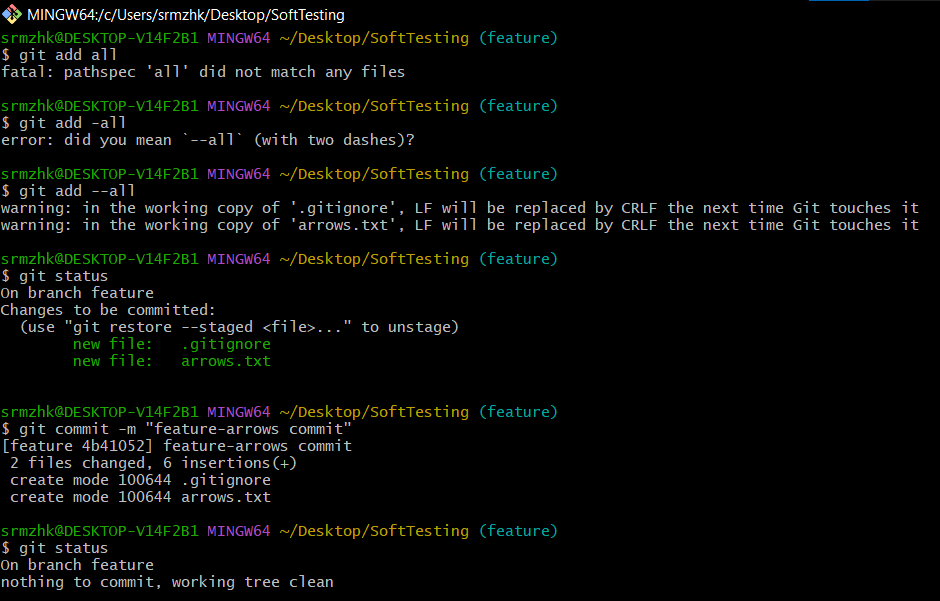 MINGW64:/c/Users/srmzhk/Desktop/SoftTesting
srmzhk@DESKTOP-V14F2B1 MINGW64 ~/Desktop/SoftTesting (feature)
$ git add all
fatal: pathspec 'all' did not match any files
srmzhk@DESKTOP-V14F2B1 MINGW64 ~/Desktop/SoftTesting (feature)
$ git add -all
error: did you mean `--all` (with two dashes)?
srmzhk@DESKTOP-V14F2B1 MINGW64 ~/Desktop/SoftTesting (feature)
$ git add --all
warning: in the working copy of '.gitignore', LF will be replaced by CRLF the next time Git touches it
warning: in the working copy of 'arrows.txt', LF will be replaced by CRLF the next time Git touches it
srmzhk@DESKTOP-V14F2B1 MINGW64 ~/Desktop/SoftTesting (feature)
$ git status
On branch feature
Changes to be committed:
  (use "git restore --staged <file>..." to unstage)
        new file:   .gitignore
        new file:   arrows.txt
srmzhk@DESKTOP-V14F2B1 MINGW64 ~/Desktop/SoftTesting (feature)
$ git commit -m "feature-arrows commit"
[feature 4b41052] feature-arrows commit
 2 files changed, 6 insertions(+)
 create mode 100644 .gitignore
 create mode 100644 arrows.txt
srmzhk@DESKTOP-V14F2B1 MINGW64 ~/Desktop/SoftTesting (feature)
$ git status
On branch feature
nothing to commit, working tree clean